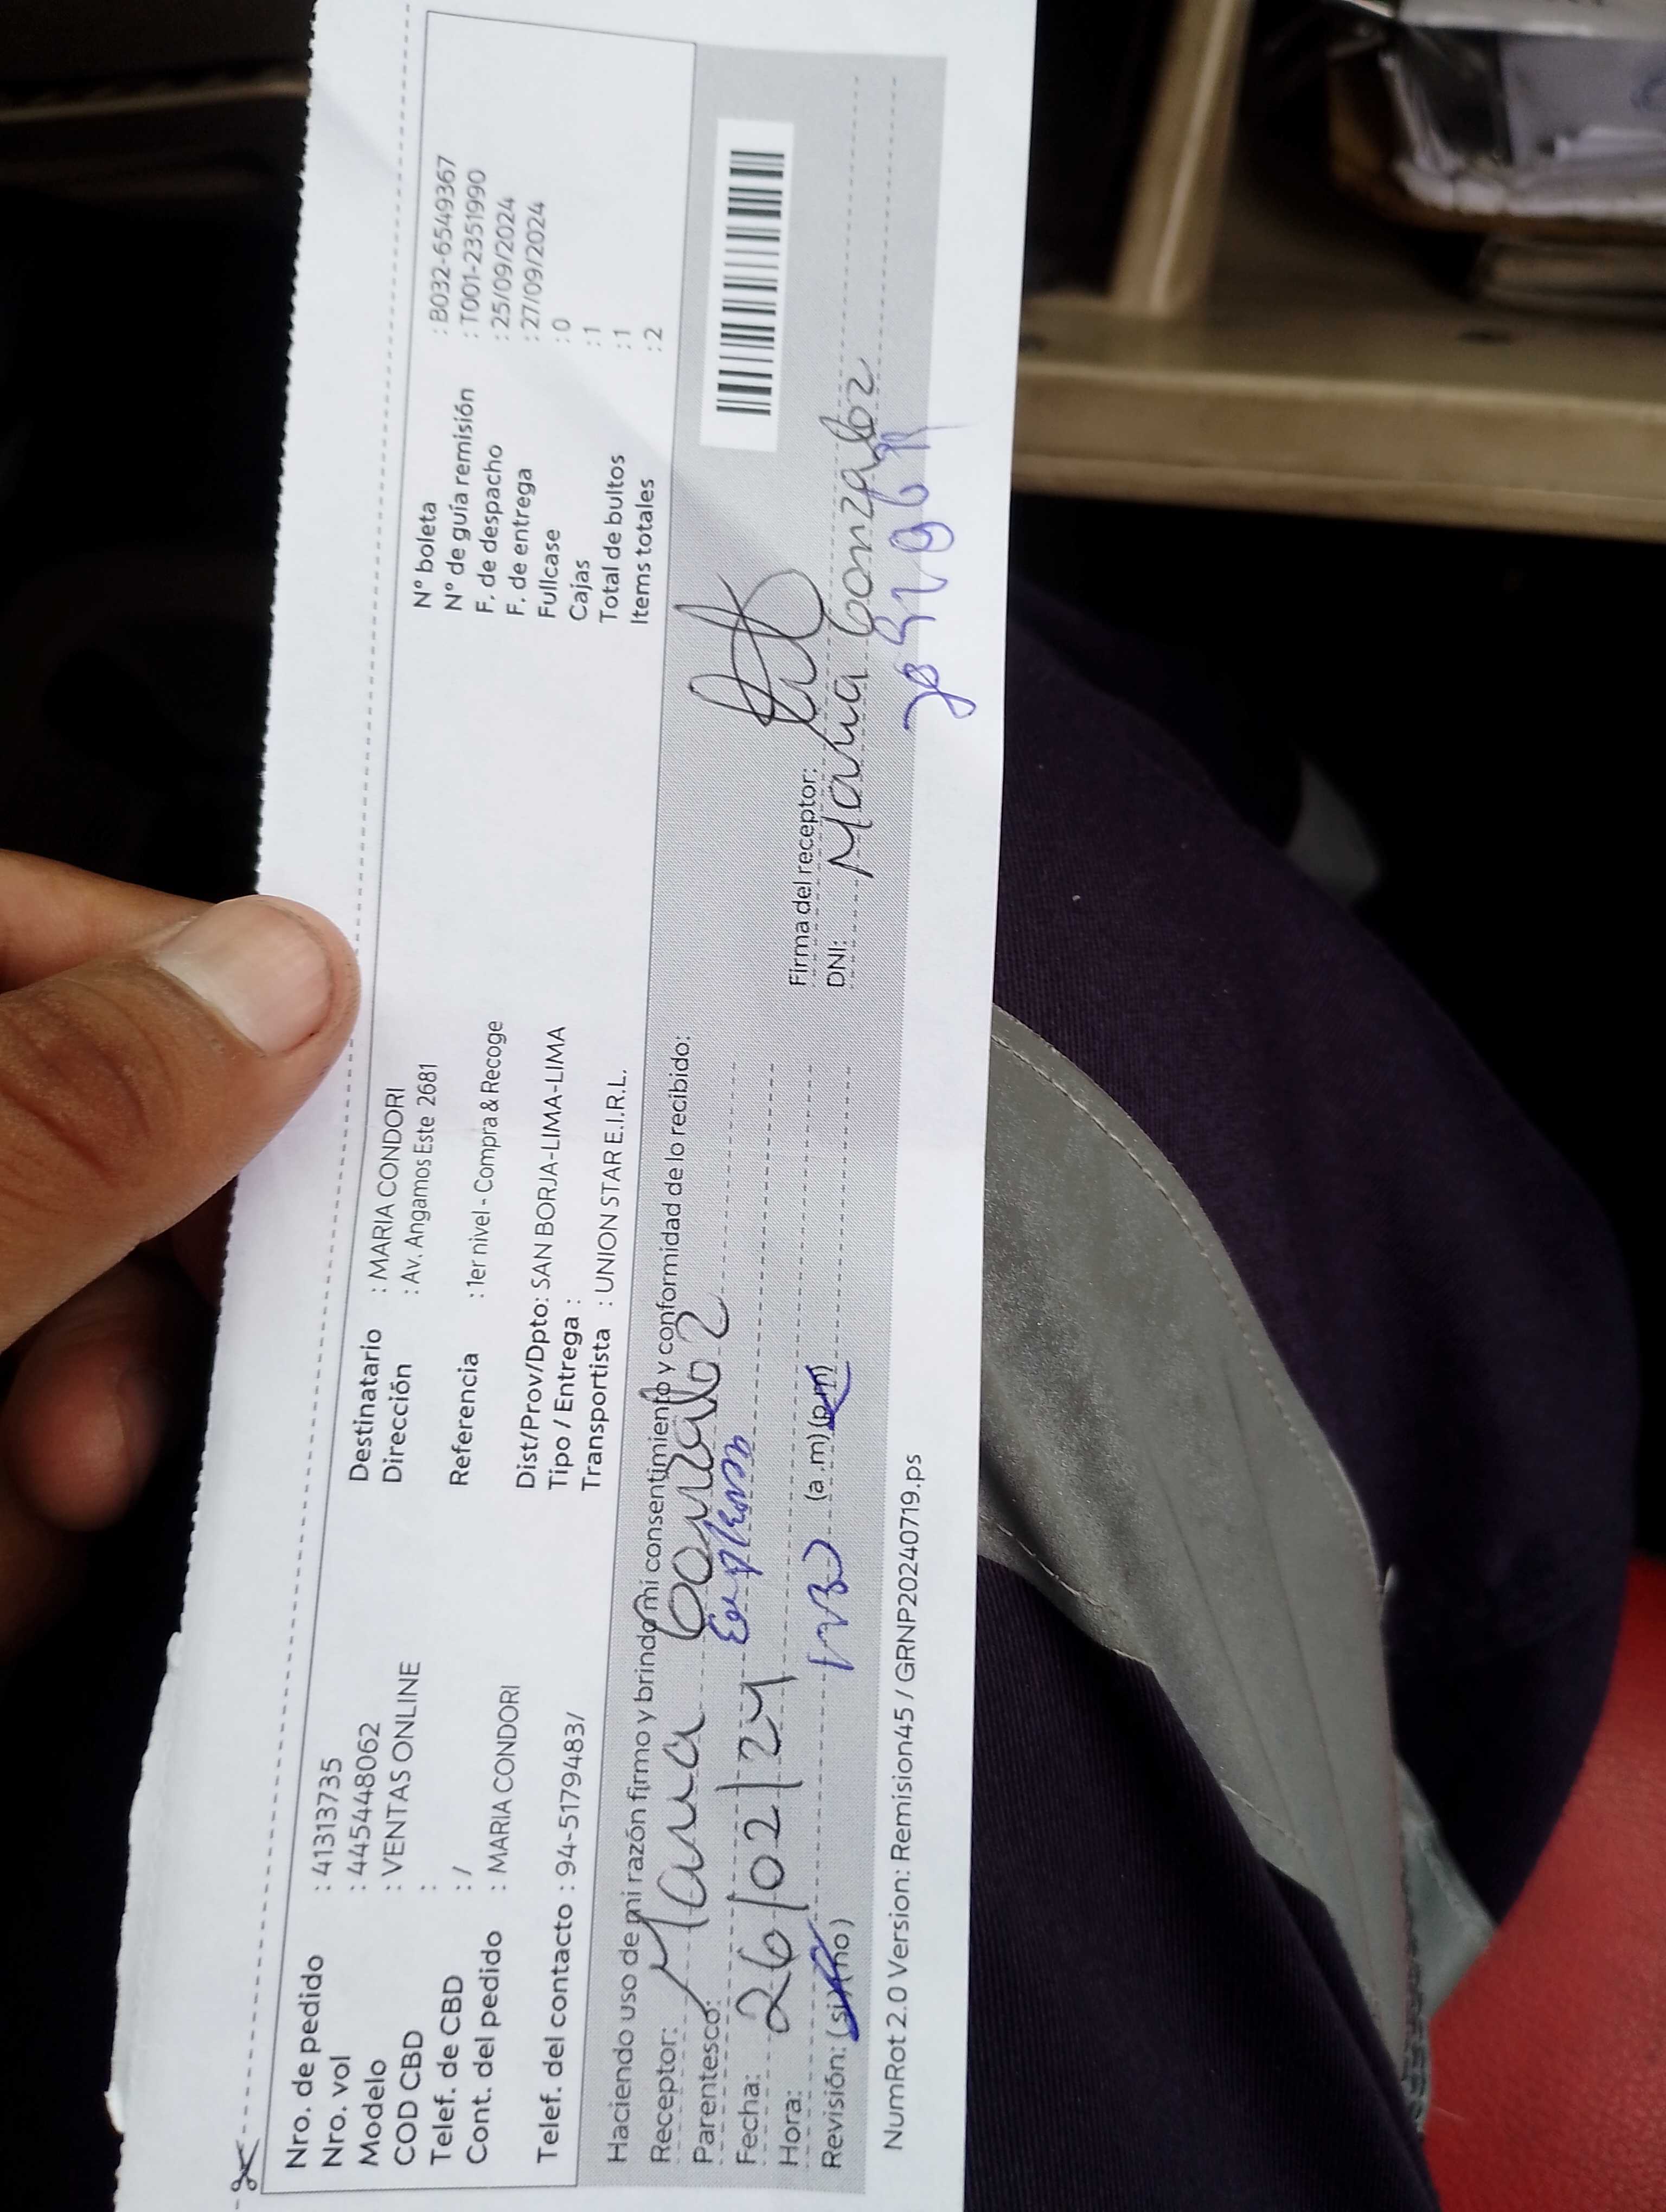 Nro. de pedido : 41313735
Nro. vol : 445448062
Modelo : VENTAS ONLINE
COD CBD :
Telef. de CBD : /
Cont. del pedido : MARIA CONDORI
Telef. del contacto : 94-5179483/
Destinatario : MARIA CONDORI
Dirección : Av. Angamos Este 2681
Referencia : 1er nivel - Compra & Recoge
Dist/Prov/Dpto: SAN BORJA-LIMA-LIMA
Tipo / Entrega :
Transportista : UNION STAR E.I.R.L.
N° boleta : B032-6549367
N° de guía remisión : T001-2351990
F. de despacho : 25/09/2024
F. de entrega : 27/09/2024
Fullcase : 0
Cajas : 1
Total de bultos : 1
Items totales : 2
Haciendo uso de mi razón firmo y brindo mi consentimiento y conformidad de lo recibido:
Receptor: Maria Gonzalo2
Parentesco:
Fecha: 26/02/24
Hora: (a .m)(p.m)
Revisión: (si)(no)
Firma del receptor:
DNI: Maria Gonzaloz
NumRot 2.0 Version: Remision45 / GRNP20240719.ps